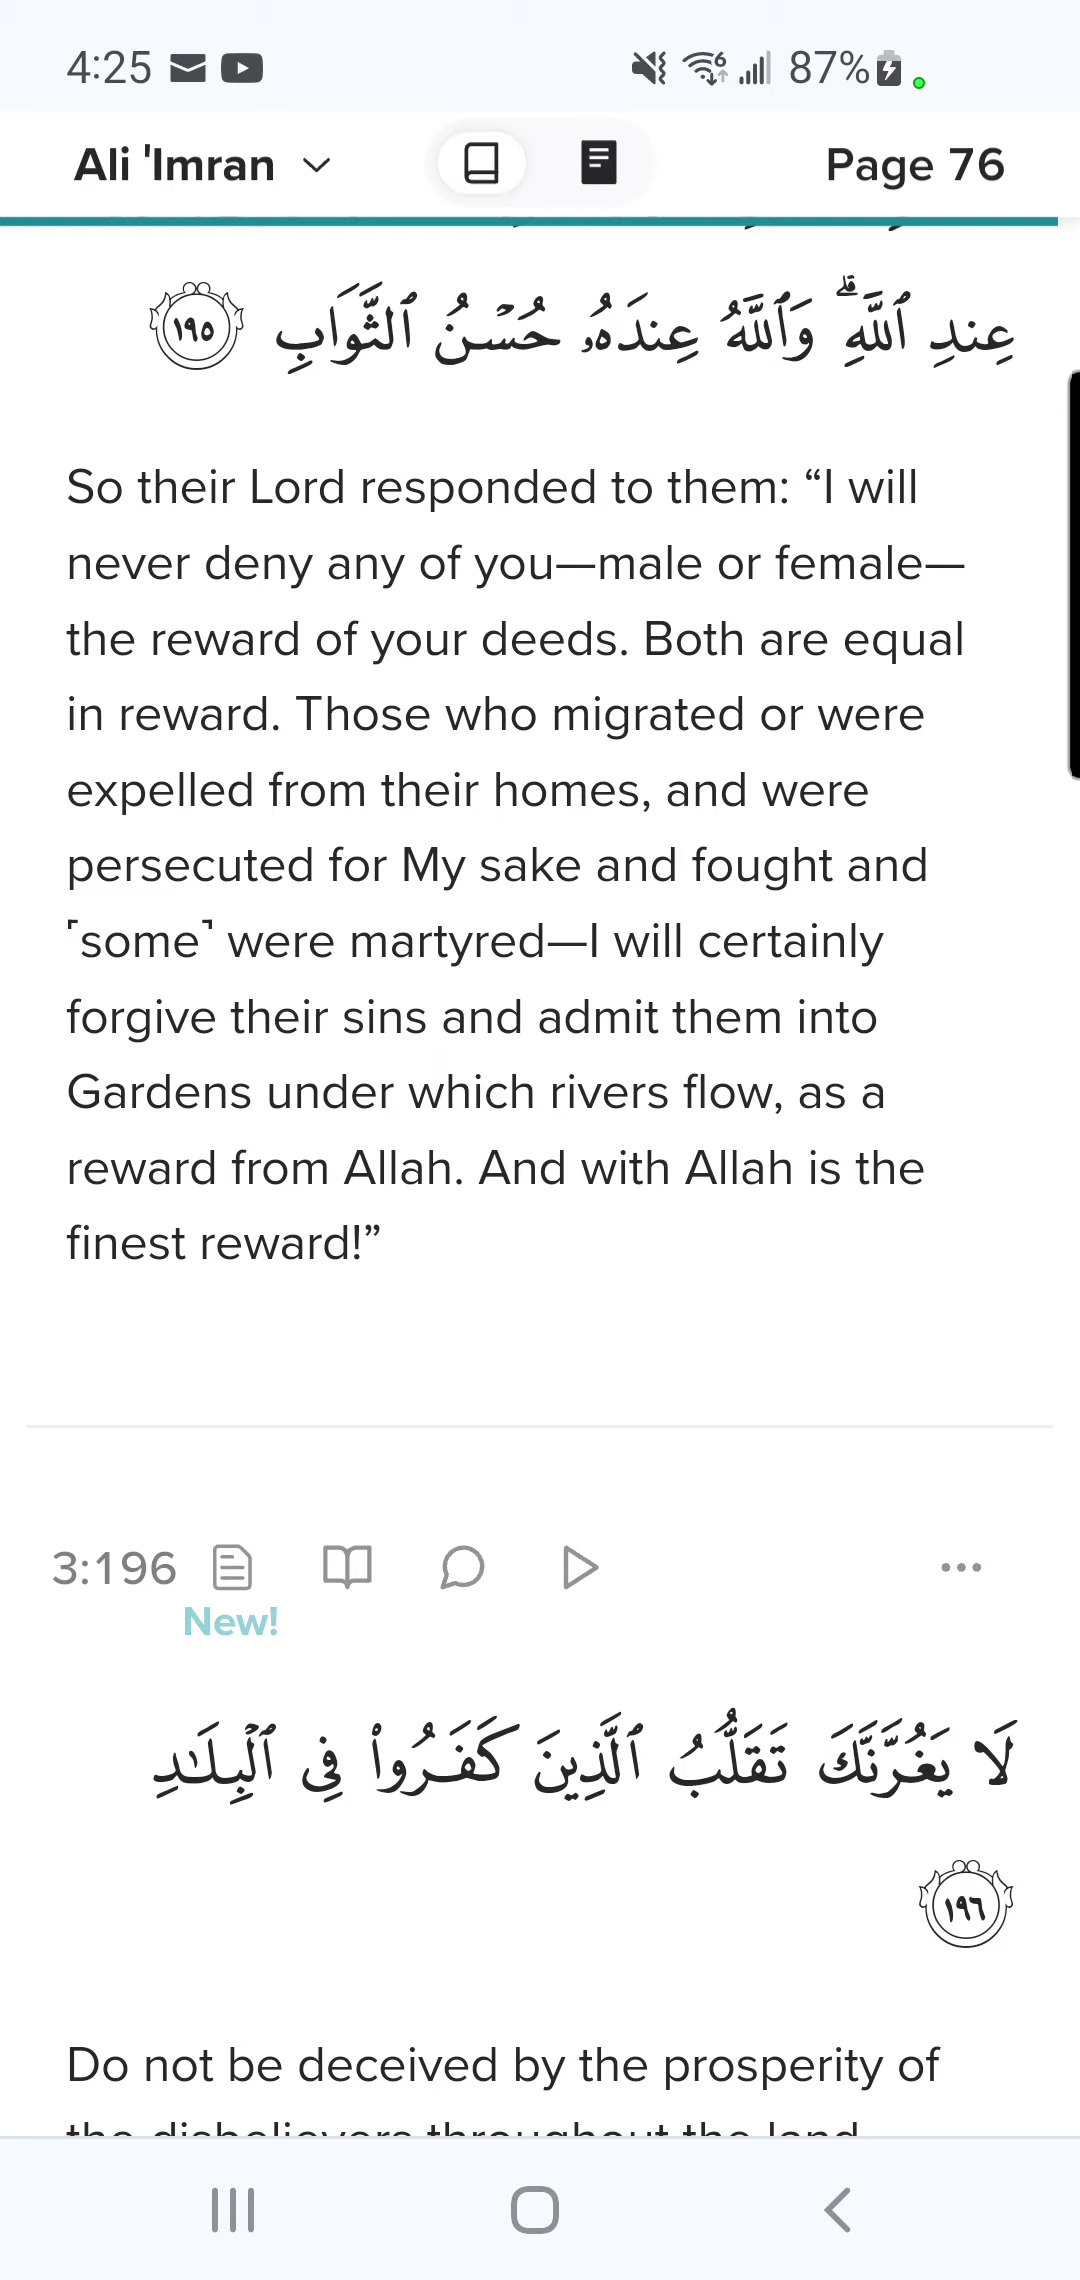 4:25 87%
Ali 'Imran Page 76
عِندِ ٱللَّهِ ۗ وَٱللَّهُ عِندَهُۥ حُسْنُ ٱلثَّوَابِ ١٩٥
So their Lord responded to them: “I will
never deny any of you—male or female—
the reward of your deeds. Both are equal
in reward. Those who migrated or were
expelled from their homes, and were
persecuted for My sake and fought and
˹some˺ were martyred—I will certainly
forgive their sins and admit them into
Gardens under which rivers flow, as a
reward from Allah. And with Allah is the
finest reward!”
3:196
New!
لَا يَغُرَّنَّكَ تَقَلُّبُ ٱلَّذِينَ كَفَرُوا۟ فِى ٱلْبِلَـٰدِ
١٩٦
Do not be deceived by the prosperity of
the disbelievers throughout the land